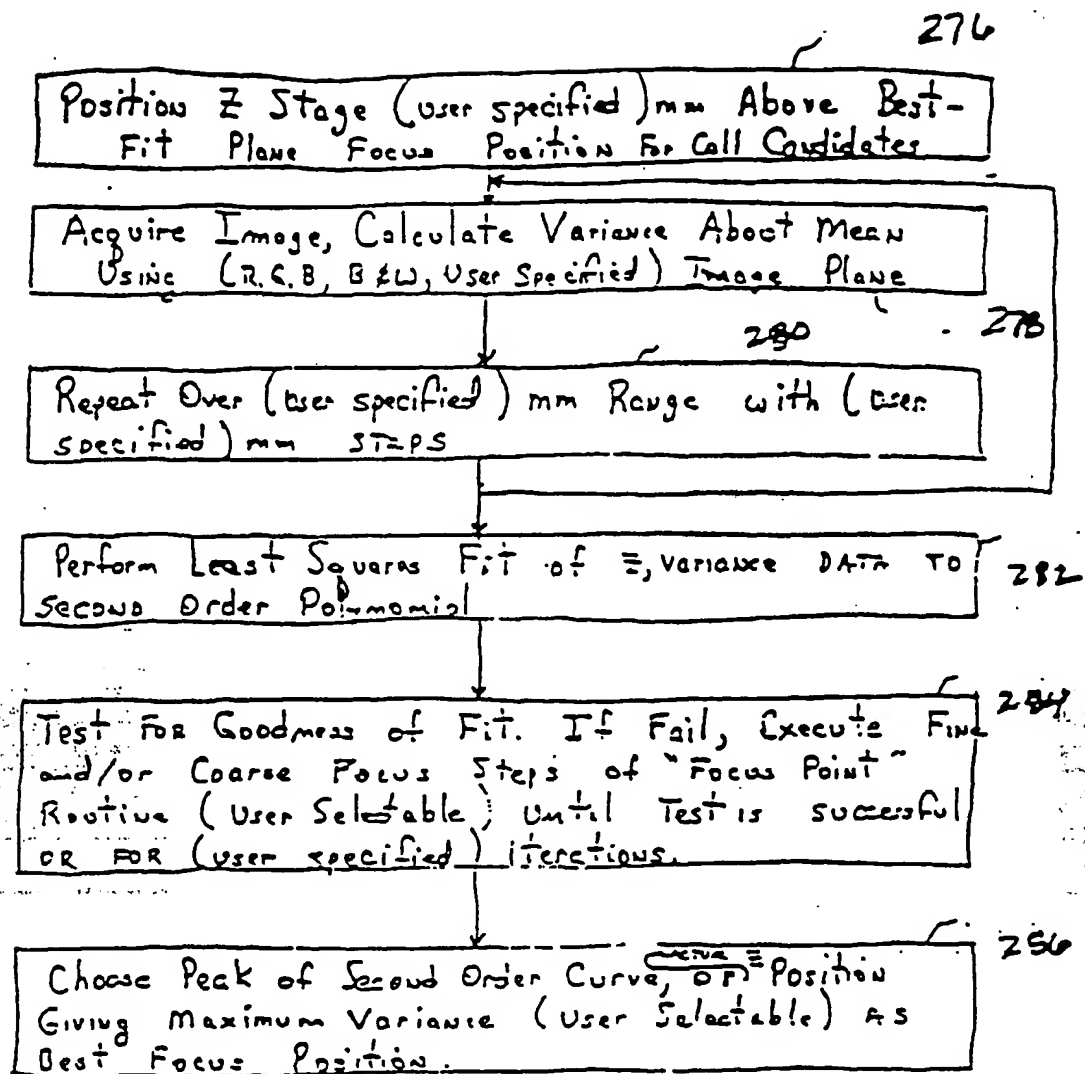 276
Position Z Stage (user specified) mm Above Best-
Fit Plane Focus Position For Cell Candidates
Acquire Image, Calculate Variance About Mean
Using (R.G.B, B&W, User Specified) Image Plane
278
280
Repeat Over (user specified) mm Range with (user
specified) mm STEPS
Perform Least Squares Fit of Z, variance DATA TO
Second Order Polynomial
282
284
Test For Goodness of Fit. If Fail, Execute Fine
and/or Coarse Focus Steps of "Focus Point"
Routine (User Selectable) Until Test is successful
OR FOR (user specified) iterations.
286
Choose Peak of Second Order Curve, or Z Position
Giving Maximum Variance (User Selectable) As
Best Focus Position.